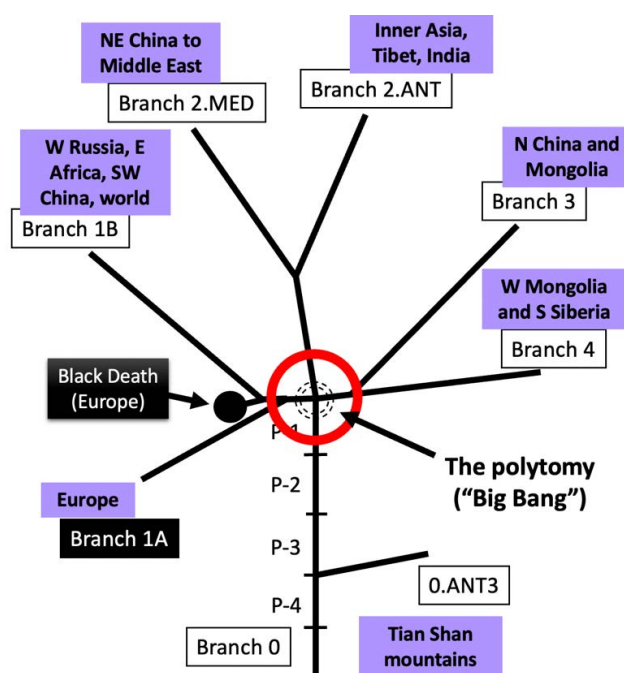 NE China to
Middle East
Branch 2.MED
Inner Asia,
Tibet, India
Branch 2.ANT
W Russia, E
Africa, SW
China, world
Branch 1B
N China and
Mongolia
Branch 3
W Mongolia
and S Siberia
Branch 4
Black Death
(Europe)
P-1
The polytomy
(“Big Bang”)
P-2
Europe
Branch 1A
P-3
0.ANT3
P-4
Branch 0
Tian Shan
mountains